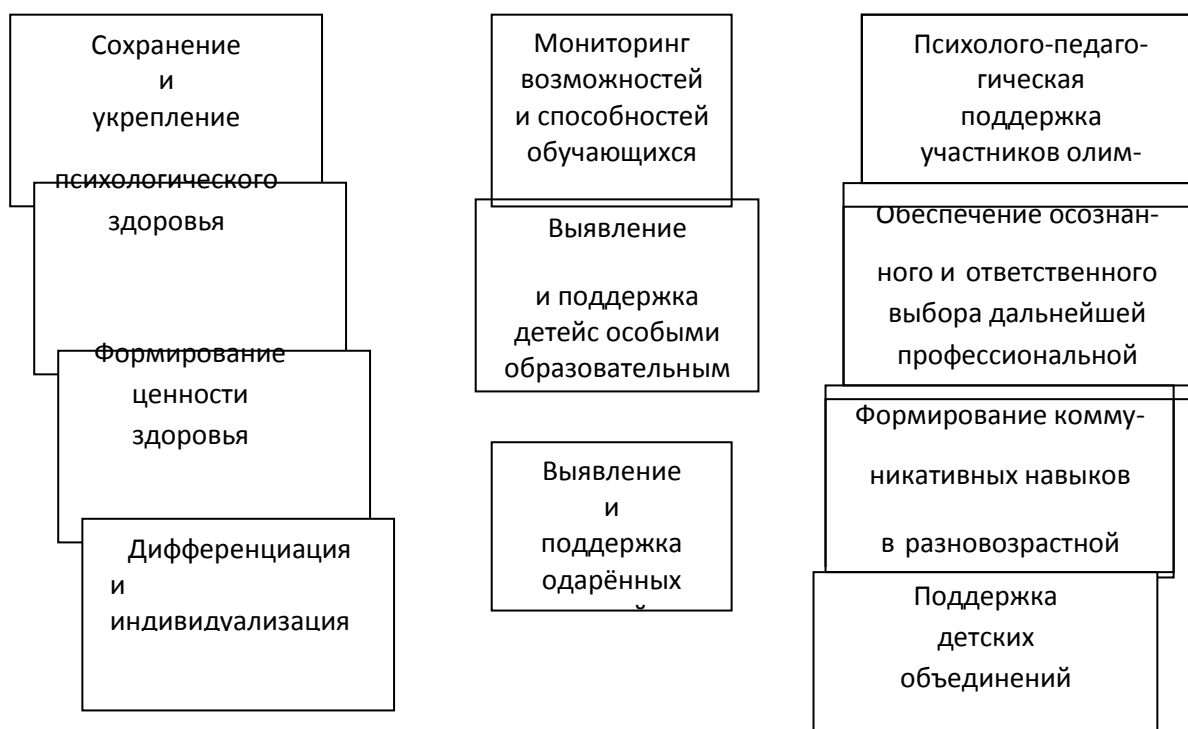 Сохранение
и
укрепление
психологического
здоровья
Формирование
ценности
здоровья
Дифференциация
и
индивидуализация
Мониторинг
возможностей
и способностей
обучающихся
Выявление
и поддержка
детейс особыми
образовательным
Выявление
и
поддержка
одарённых
Психолого-педаго-
гическая
поддержка
участников олим-
Обеспечение осознан-
ного и ответственного
выбора дальнейшей
профессиональной
Формирование комму-
никативных навыков
в разновозрастной
Поддержка
детских
объединений